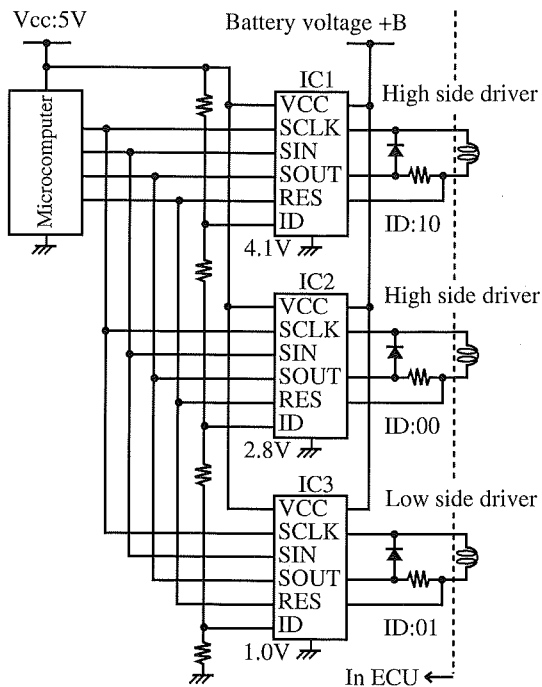 Vcc:5V
Battery voltage +B
Microcomputer
IC1
High side driver
VCC
SCLK
SIN
SOUT
RES
ID
ID:10
4.1V
IC2
High side driver
VCC
SCLK
SIN
SOUT
RES
ID
ID:00
2.8V
IC3
Low side driver
VCC
SCLK
SIN
SOUT
RES
ID
ID:01
1.0V
In ECU